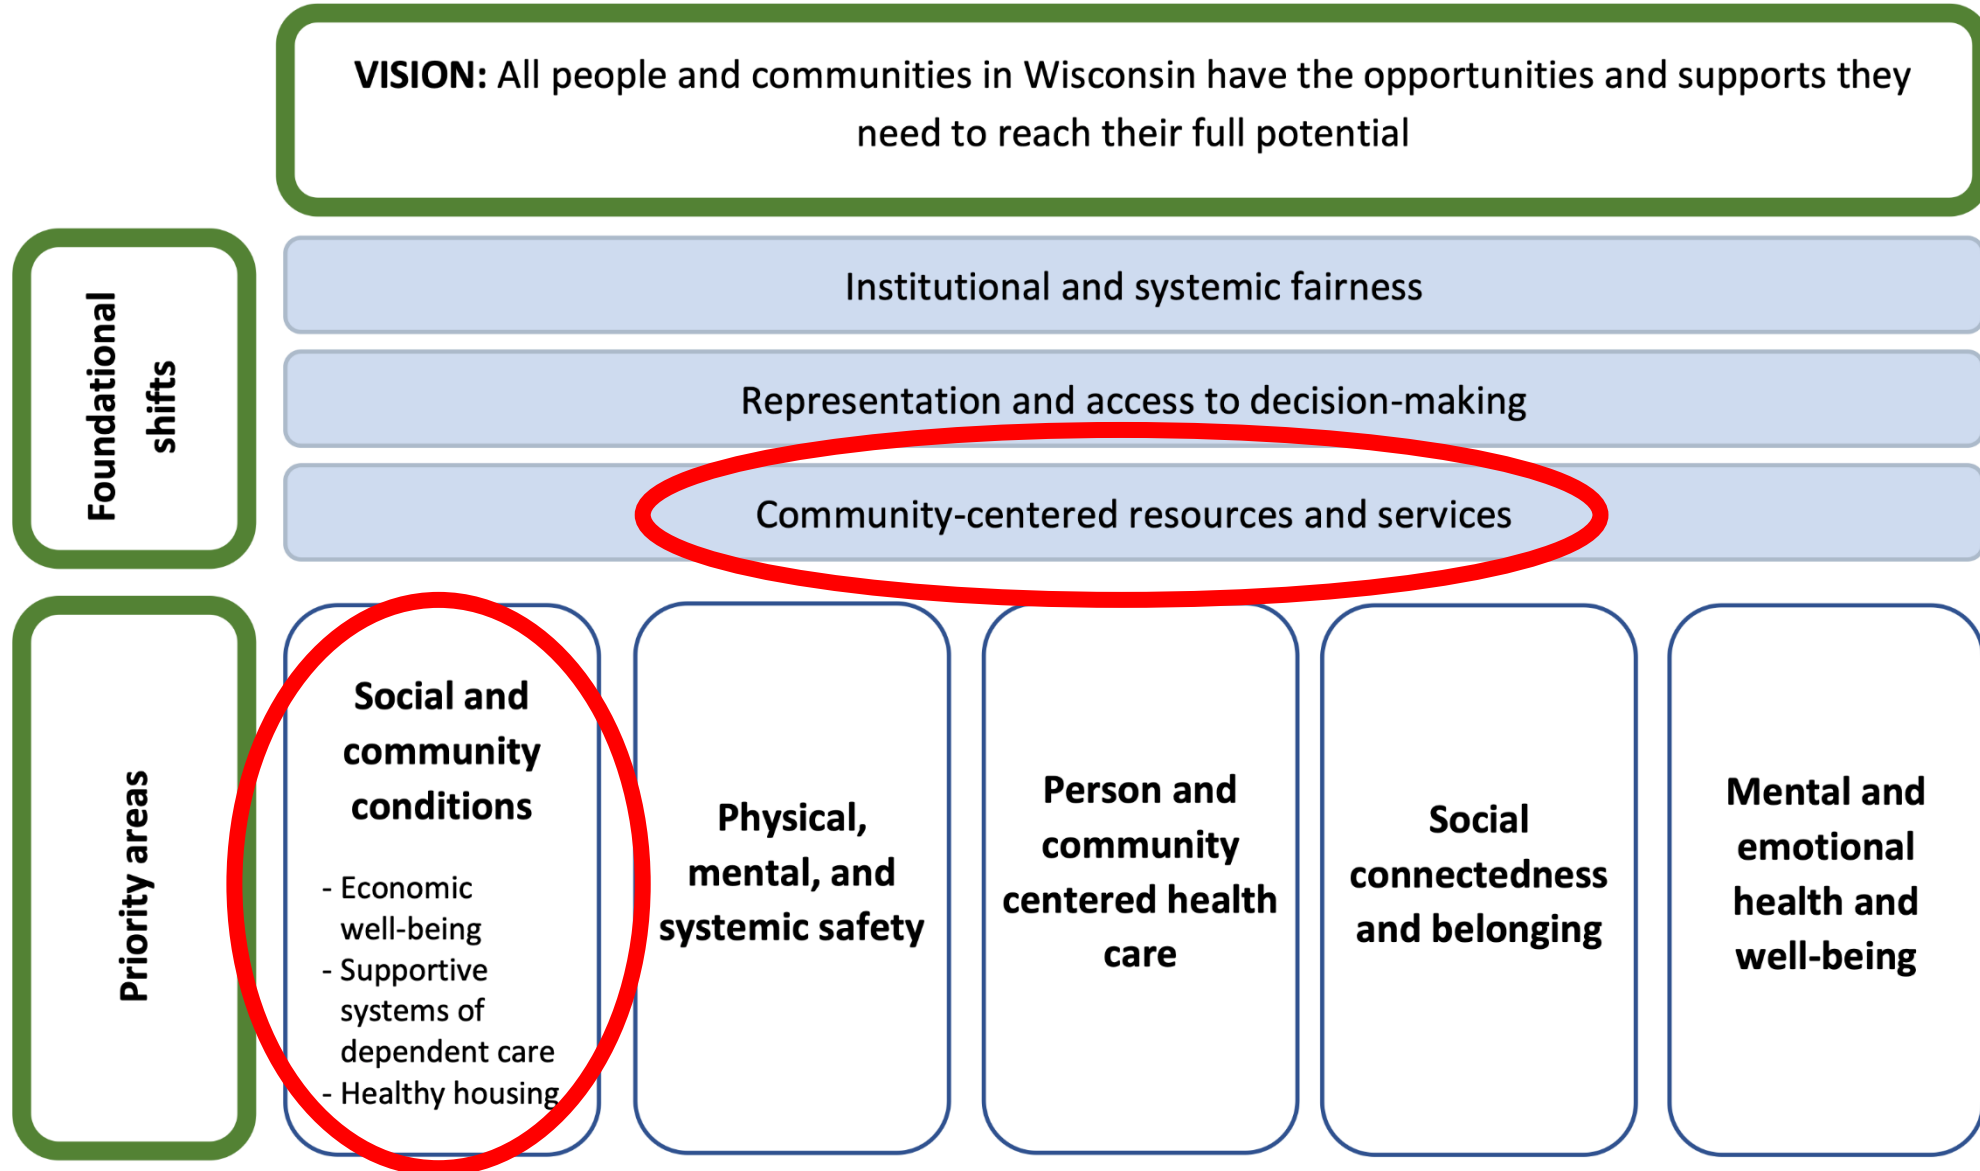 VISION: All people and communities in Wisconsin have the opportunities and supports they
need to reach their full potential
Foundational
shifts
Institutional and systemic fairness
Representation and access to decision-making
Community-centered resources and services
Priority areas
Social and
community
conditions
- Economic
well-being
- Supportive
systems of
dependent care
- Healthy housing
Physical,
mental, and
systemic safety
Person and
community
centered health
care
Social
connectedness
and belonging
Mental and
emotional
health and
well-being